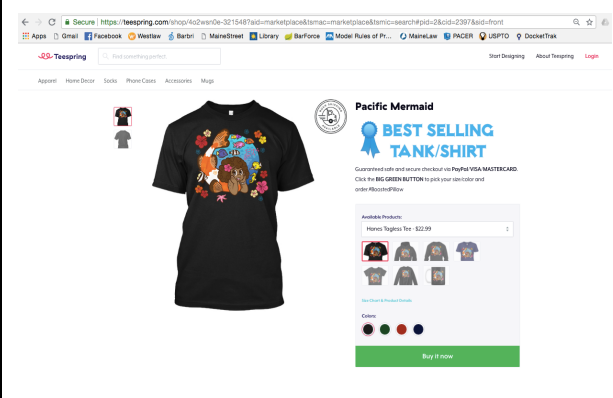 Secure | https://teespring.com/shop/4o2wsn0e-321548?aid=marketplace&tsmac=marketplace&tsmic=search#pid=2&cid=2397&sid=front
Apps Gmail Facebook Westlaw Barbri MaineStreet Library BarForce Model Rules of Pr... MaineLaw PACER USPTO DocketTrak
Teespring Find something perfect Start Designing About Teespring Login
Apparel Home Decor Socks Phone Cases Accessories Mugs
Pacific Mermaid
BEST SELLING
TANK/SHIRT
Guaranteed safe and secure checkout via PayPal/VISA/MASTERCARD.
Click the BIG GREEN BUTTON to pick your size/color and
order #BoastedPillow
Available Products:
Hanes Tagless Tee - $22.99
Size Chart & Product Details
Colors:
Buy it now